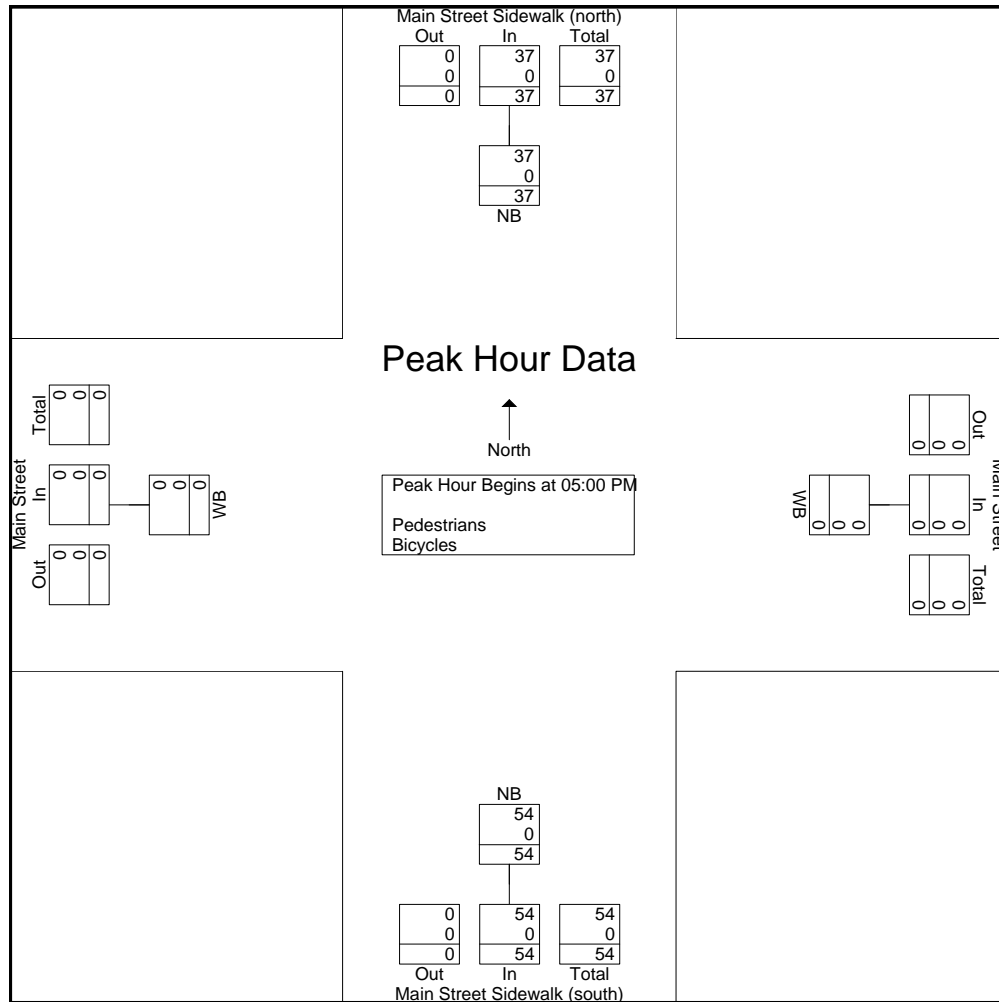 Main Street Sidewalk (north)
Out In Total
0 37 37
0 0 0
0 37 37
37
0
37
NB
Peak Hour Data
North
Peak Hour Begins at 05:00 PM
Pedestrians
Bicycles
Main Street
Total
0 0 0
In
0 0 0
Out
0 0 0
WB
0 0 0
Main Street
Out
0 0 0
In
0 0 0
Total
0 0 0
WB
0 0 0
NB
54
0
54
0 54 54
0 0 0
0 54 54
Out In Total
Main Street Sidewalk (south)